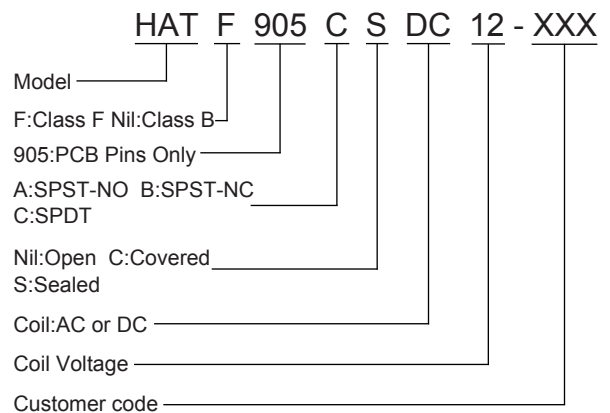 HAT F 905 C S DC 12 - XXX
Model
F:Class F Nil:Class B
905:PCB Pins Only
A:SPST-NO B:SPST-NC
C:SPDT
Nil:Open C:Covered
S:Sealed
Coil:AC or DC
Coil Voltage
Customer code